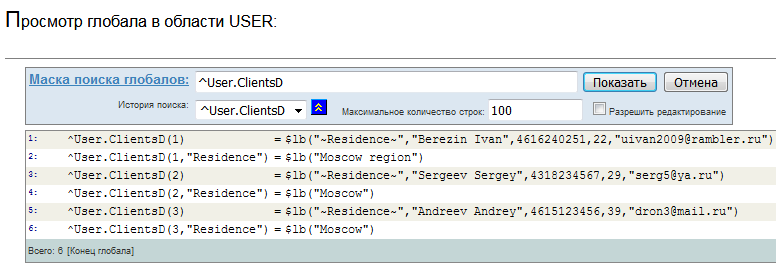 Просмотр глобала в области USER:
Маска поиска глобалов: ^User.ClientsD Показать Отмена
История поиска: ^User.ClientsD Максимальное количество строк: 100 Разрешить редактирование
1: ^User.ClientsD(1) = $lb("~Residence~","Berezin Ivan",4616240251,22,"uivan2009@rambler.ru")
2: ^User.ClientsD(1,"Residence") = $lb("Moscow region")
3: ^User.ClientsD(2) = $lb("~Residence~","Sergeev Sergey",4318234567,29,"serg5@ya.ru")
4: ^User.ClientsD(2,"Residence") = $lb("Moscow")
5: ^User.ClientsD(3) = $lb("~Residence~","Andreev Andrey",4615123456,39,"dron3@mail.ru")
6: ^User.ClientsD(3,"Residence") = $lb("Moscow")
Всего: 6 [Конец глобала]